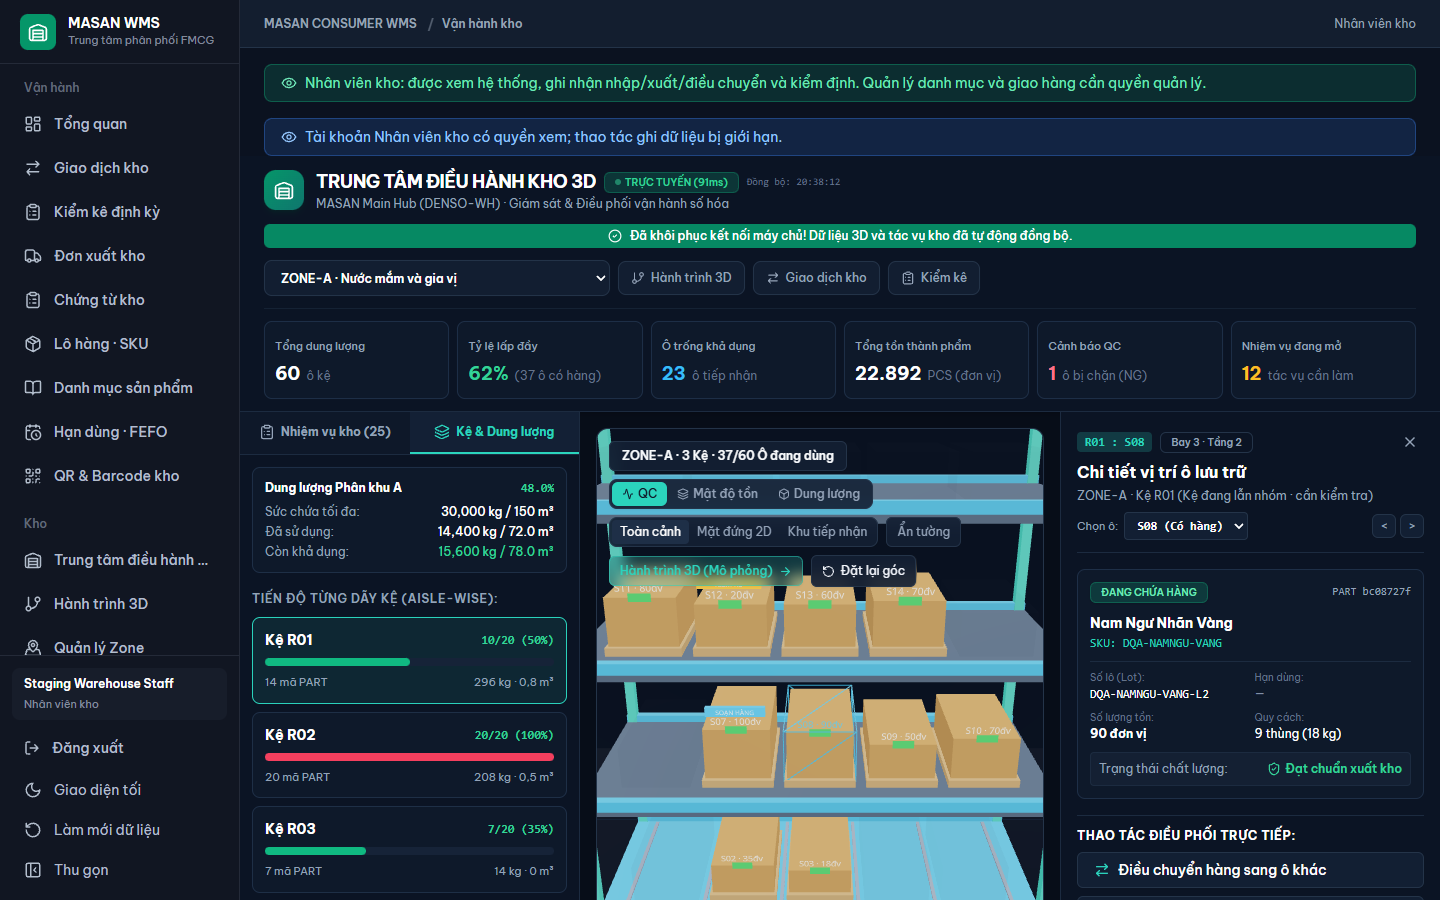 MASAN WMS
Trung tâm phân phối FMCG
Vận hành
Tổng quan
Giao dịch kho
Kiểm kê định kỳ
Đơn xuất kho
Chứng từ kho
Lô hàng · SKU
Danh mục sản phẩm
Hạn dùng · FEFO
QR & Barcode kho
Kho
Trung tâm điều hành ...
Hành trình 3D
Quản lý Zone
Staging Warehouse Staff
Nhân viên kho
Đăng xuất
Giao diện tối
Làm mới dữ liệu
Thu gọn
MASAN CONSUMER WMS / Vận hành kho
Nhân viên kho
Nhân viên kho: được xem hệ thống, ghi nhận nhập/xuất/điều chuyển và kiểm định. Quản lý danh mục và giao hàng cần quyền quản lý.
Tài khoản Nhân viên kho có quyền xem; thao tác ghi dữ liệu bị giới hạn.
TRUNG TÂM ĐIỀU HÀNH KHO 3D
TRỰC TUYẾN (91ms)
Đồng bộ: 20:38:12
MASAN Main Hub (DENSO-WH) · Giám sát & Điều phối vận hành số hóa
Đã khôi phục kết nối máy chủ! Dữ liệu 3D và tác vụ kho đã tự động đồng bộ.
ZONE-A · Nước mắm và gia vị
Hành trình 3D
Giao dịch kho
Kiểm kê
Tổng dung lượng
60 ô kệ
Tỷ lệ lấp đầy
62% (37 ô có hàng)
Ô trống khả dụng
23 ô tiếp nhận
Tổng tồn thành phẩm
22.892 PCS (đơn vị)
Cảnh báo QC
1 ô bị chặn (NG)
Nhiệm vụ đang mở
12 tác vụ cần làm
Nhiệm vụ kho (25)
Kệ & Dung lượng
Dung lượng Phân khu A
48.0%
Sức chứa tối đa:
30,000 kg / 150 m³
Đã sử dụng:
14,400 kg / 72.0 m³
Còn khả dụng:
15,600 kg / 78.0 m³
TIẾN ĐỘ TỪNG DÃY KỆ (AISLE-WISE):
Kệ R01
10/20 (50%)
14 mã PART
296 kg · 0,8 m³
Kệ R02
20/20 (100%)
20 mã PART
208 kg · 0,5 m³
Kệ R03
7/20 (35%)
7 mã PART
14 kg · 0 m³
ZONE-A · 3 Kệ · 37/60 Ô đang dùng
QC
Mật độ tồn
Dung lượng
Toàn cảnh
Mặt đứng 2D
Khu tiếp nhận
Ẩn tường
Hành trình 3D (Mô phỏng) →
Đặt lại góc
S11 · 80đv
S12 · 20đv
S13 · 60đv
S14 · 70đv
SOẠN HÀNG
S07 · 100đv
S09 · 50đv
S10 · 70đv
S02 · 35đv
S03 · 18đv
R01 : S08
Bay 3 · Tầng 2
Chi tiết vị trí ô lưu trữ
ZONE-A · Kệ R01 (Kệ đang lẫn nhóm · cần kiểm tra)
Chọn ô:
S08 (Có hàng)
<
>
ĐANG CHỨA HÀNG
PART bc08727f
Nam Ngư Nhãn Vàng
SKU: DQA-NAMNGU-VANG
Số lô (Lot):
DQA-NAMNGU-VANG-L2
Hạn dùng:
—
Số lượng tồn:
90 đơn vị
Quy cách:
9 thùng (18 kg)
Trạng thái chất lượng:
Đạt chuẩn xuất kho
THAO TÁC ĐIỀU PHỐI TRỰC TIẾP:
Điều chuyển hàng sang ô khác